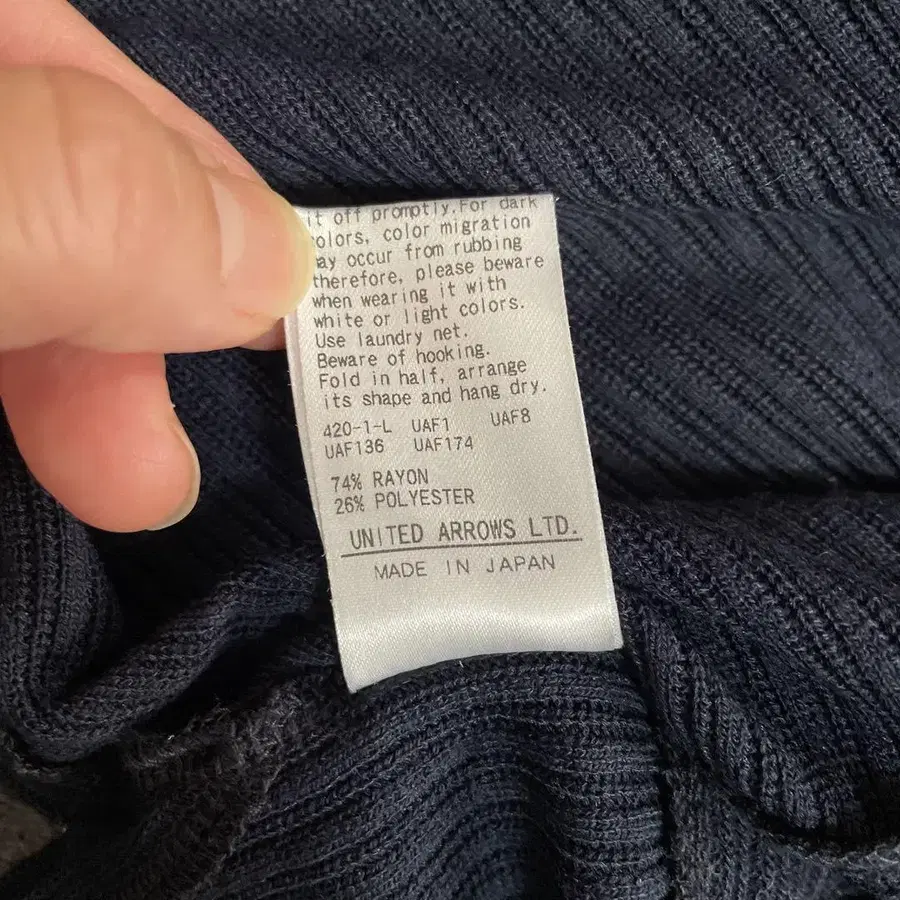 it off promptly.For dark
colors, color migration
may occur from rubbing
therefore, please beware
when wearing it with
white or light colors.
Use laundry net.
Beware of hooking.
Fold in half, arrange
its shape and hang dry.
420-1-L UAF1 UAF8
UAF136 UAF174
74% RAYON
26% POLYESTER
UNITED ARROWS LTD.
MADE IN JAPAN